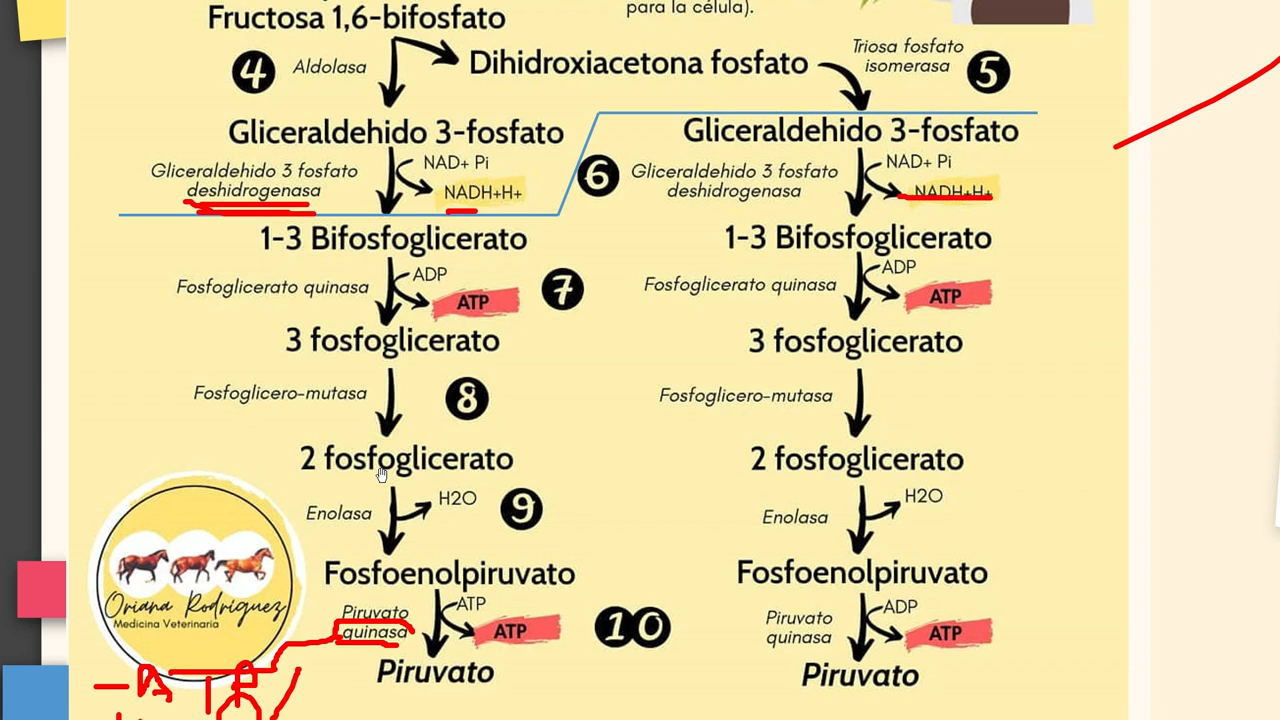 Fructosa 1,6-bifosfato
para la célula).
4
Aldolasa
Dihidroxiacetona fosfato
Triosa fosfato
isomerasa
5
Gliceraldehido 3-fosfato
Gliceraldehido 3-fosfato
Gliceraldehido 3 fosfato
deshidrogenasa
NAD+ Pi
NADH+H+
6
Gliceraldehido 3 fosfato
deshidrogenasa
NAD+ Pi
NADH+H+
1-3 Bifosfoglicerato
1-3 Bifosfoglicerato
Fosfoglicerato quinasa
ADP
ATP
7
Fosfoglicerato quinasa
ADP
ATP
3 fosfoglicerato
3 fosfoglicerato
Fosfoglicero-mutasa
8
Fosfoglicero-mutasa
2 fosfoglicerato
2 fosfoglicerato
Enolasa
H2O
9
Enolasa
H2O
Fosfoenolpiruvato
Fosfoenolpiruvato
Piruvato
quinasa
ATP
ATP
10
Piruvato
quinasa
ADP
ATP
Piruvato
Piruvato
Oriana Rodríguez
Medicina Veterinaria